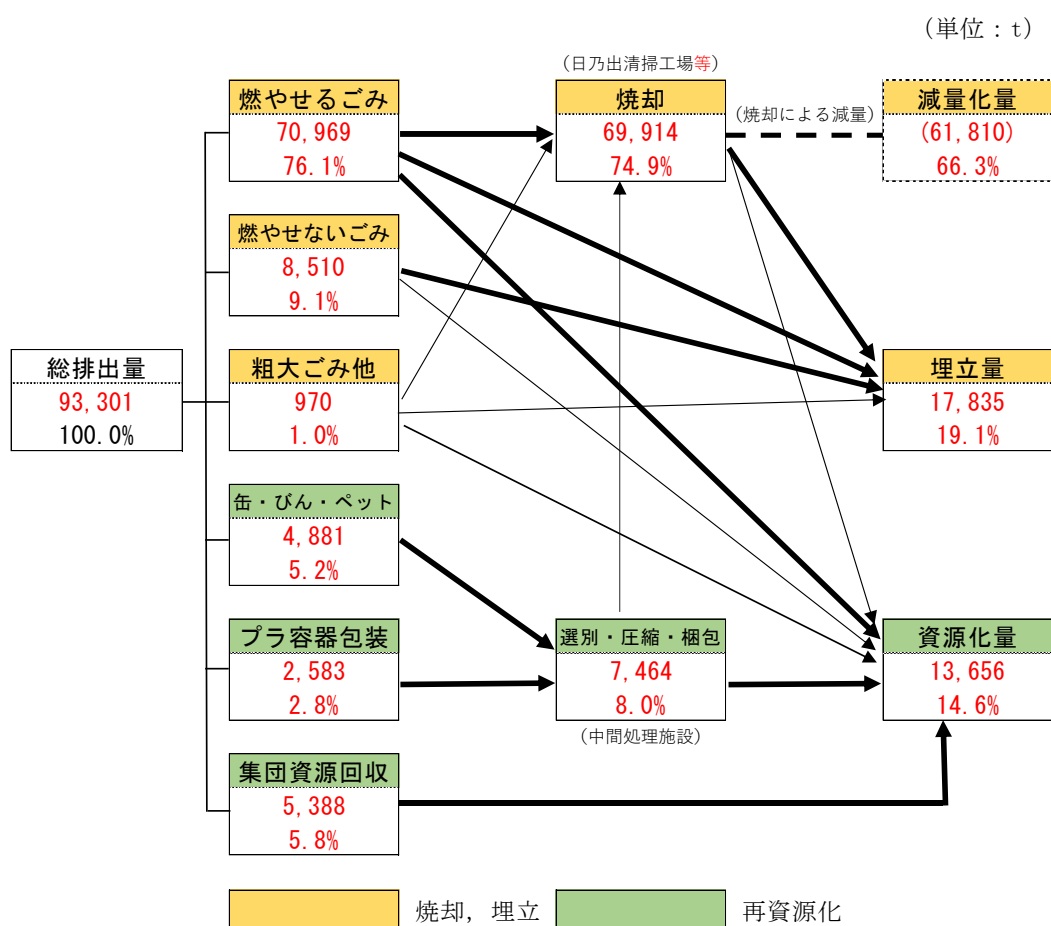 (単位：t)
(日乃出清掃工場等)
燃やせるごみ
70,969
76.1%
焼却
69,914
74.9%
(焼却による減量)
減量化量
(61,810)
66.3%
燃やせないごみ
8,510
9.1%
総排出量
93,301
100.0%
粗大ごみ他
970
1.0%
埋立量
17,835
19.1%
缶・びん・ペット
4,881
5.2%
プラ容器包装
2,583
2.8%
選別・圧縮・梱包
7,464
8.0%
(中間処理施設)
資源化量
13,656
14.6%
集団資源回収
5,388
5.8%
焼却，埋立
再資源化